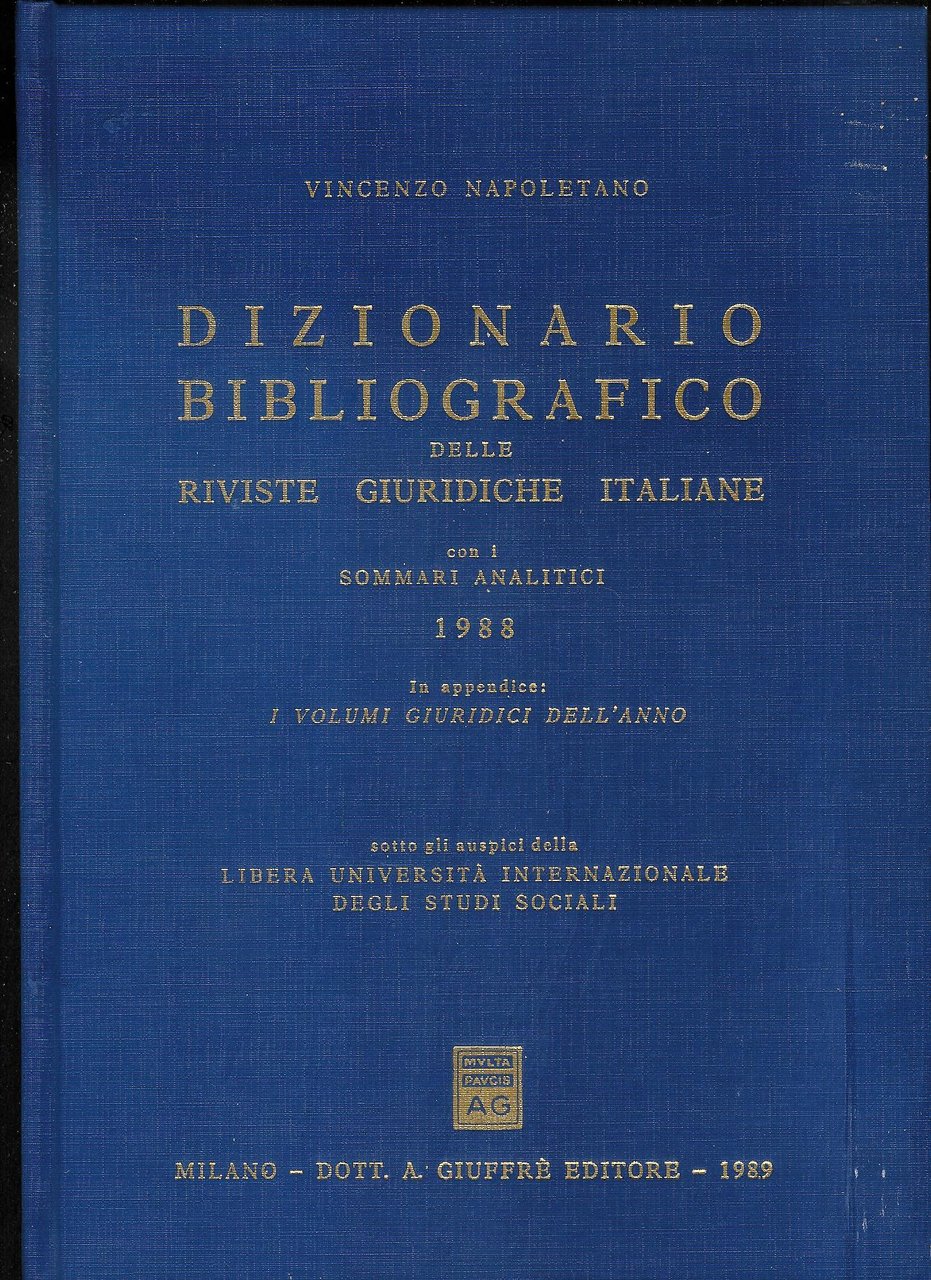 VINCENZO NAPOLETANO
DIZIONARIO
BIBLIOGRAFICO
DELLE
RIVISTE GIURIDICHE ITALIANE
con i
SOMMARI ANALITICI
1988
In appendice:
I VOLUMI GIURIDICI DELL'ANNO
sotto gli auspici della
LIBERA UNIVERSITÀ INTERNAZIONALE
DEGLI STUDI SOCIALI
MVLTA
PAVCIS
AG
MILANO – DOTT. A. GIUFFRÈ EDITORE – 1989